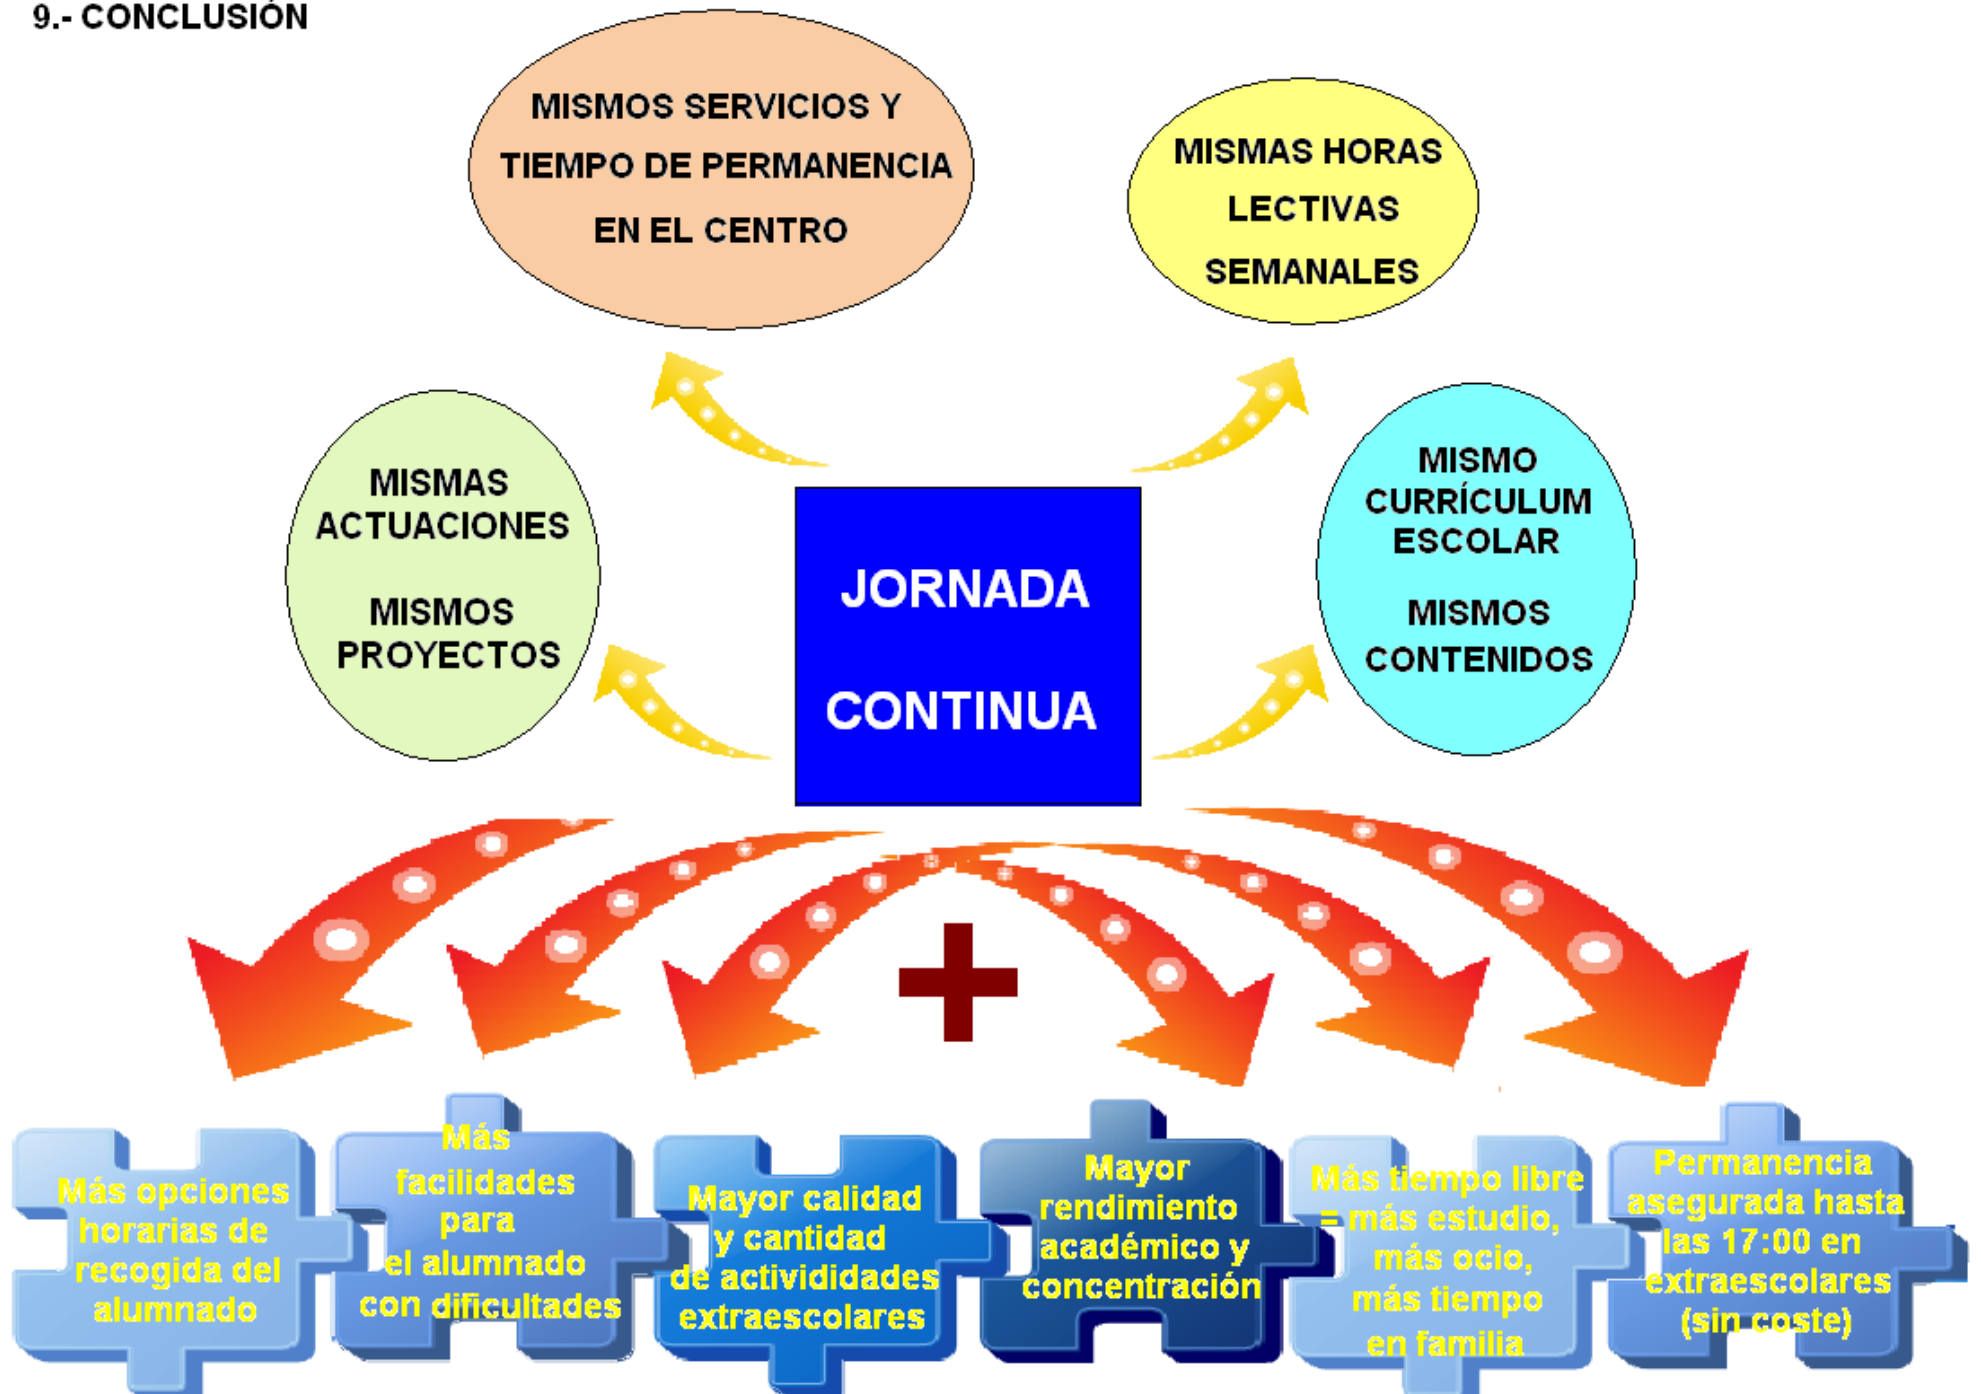 9.- CONCLUSIÓN
MISMOS SERVICIOS Y
TIEMPO DE PERMANENCIA
EN EL CENTRO
MISMAS HORAS
LECTIVAS
SEMANALES
MISMAS
ACTUACIONES
MISMOS
PROYECTOS
MISMO
CURRÍCULUM
ESCOLAR
MISMOS
CONTENIDOS
JORNADA
CONTINUA
Más opciones
horarias de
recogida del
alumnado
Más
facilidades
para
el alumnado
con dificultades
Mayor calidad
y cantidad
de activididades
extraescolares
Mayor
rendimiento
académico y
concentración
Más tiempo libre
= más estudio,
más ocio,
más tiempo
en familia
Permanencia
asegurada hasta
las 17:00 en
extraescolares
(sin coste)